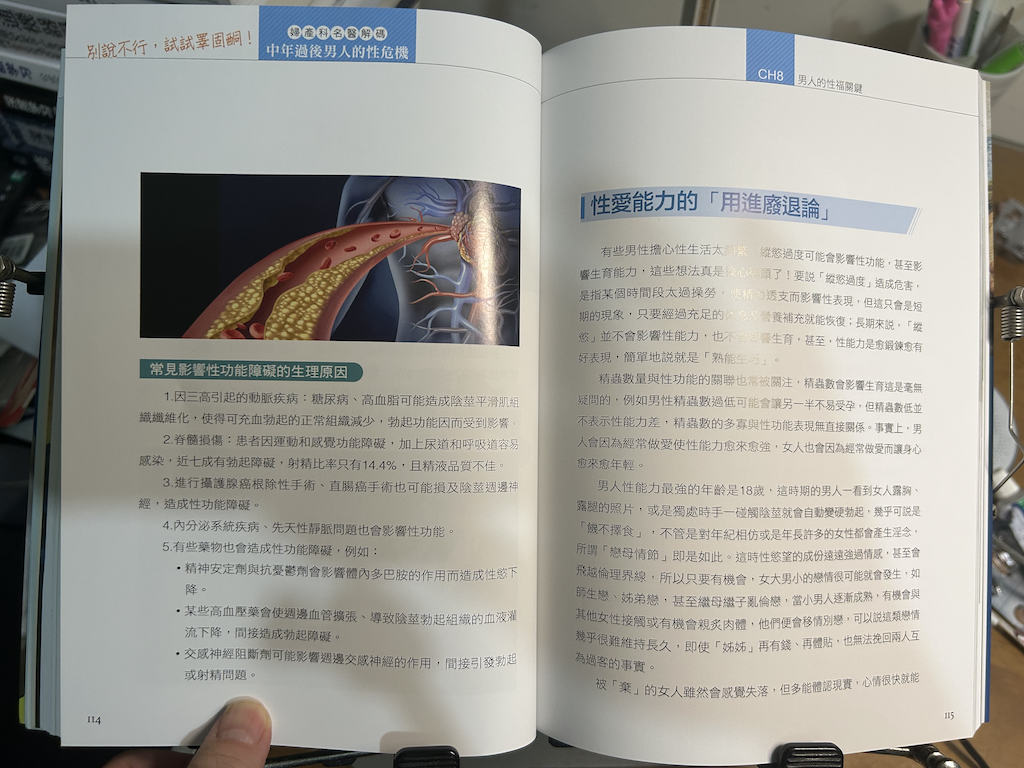 別說不行，試試睪固酮！
婦產科名醫解碼
中年過後男人的性危機
常見影響性功能障礙的生理原因
1.因三高引起的動脈疾病：糖尿病、高血脂可能造成陰莖平滑肌組
織纖維化，使得可充血勃起的正常組織減少，勃起功能因而受到影響。
2.脊髓損傷：患者因運動和感覺功能障礙，加上尿道和呼吸道容易
感染，近七成有勃起障礙，射精比率只有14.4%，且精液品質不佳。
3.進行攝護腺癌根除性手術、直腸癌手術也可能損及陰莖週邊神
經，造成性功能障礙。
4.內分泌系統疾病、先天性靜脈問題也會影響性功能。
5.有些藥物也會造成性功能障礙，例如：
•精神安定劑與抗憂鬱劑會影響體內多巴胺的作用而造成性慾下
降。
•某些高血壓藥會使週邊血管擴張、導致陰莖勃起組織的血液灌
流下降，間接造成勃起障礙。
•交感神經阻斷劑可能影響週邊交感神經的作用，間接引發勃起
或射精問題。
114
CH8
男人的性福關鍵
性愛能力的「用進廢退論」
有些男性擔心性生活太，縱慾過度可能會影響性功能，甚至影
響生育能力，這些想法真是了！要說「縱慾過度」造成危害，
是指某個時間段太過操勞，透支而影響性表現，但這只會是短
期的現象，只要經過充足的營養補充就能恢復；長期來說，「縱
慾」並不會影響性能力，也不影響生育，甚至，性能力是愈鍛鍊愈有
好表現，簡單地說就是「熟能生巧」。
精蟲數量與性功能的關聯也常被關注，精蟲數會影響生育這是毫無
疑問的，例如男性精蟲數過低可能會讓另一半不易受孕，但精蟲數低並
不表示性能力差，精蟲數的多寡與性功能表現無直接關係。事實上，男
人會因為經常做愛使性能力愈來愈強，女人也會因為經常做愛而讓身心
愈來愈年輕。
男人性能力最強的年齡是18歲，這時期的男人一看到女人露胸、
露腿的照片，或是獨處時手一碰觸陰莖就會自動變硬勃起，幾乎可說是
「餓不擇食」，不管是對年紀相仿或是年長許多的女性都會產生淫念，
所謂「戀母情節」即是如此。這時性慾望的成份遠遠強過情感，甚至會
飛越倫理界線，所以只要有機會，女大男小的戀情很可能就會發生，如
師生戀、姊弟戀，甚至繼母繼子亂倫戀，當小男人逐漸成熟，有機會與
其他女性接觸或有機會親炙肉體，他們便會移情別戀，可以說這類戀情
幾乎很難維持長久，即使「姊姊」再有錢、再體貼，也無法挽回兩人互
為過客的事實。
被「棄」的女人雖然會感覺失落，但多能體認現實，心情很快就能
115